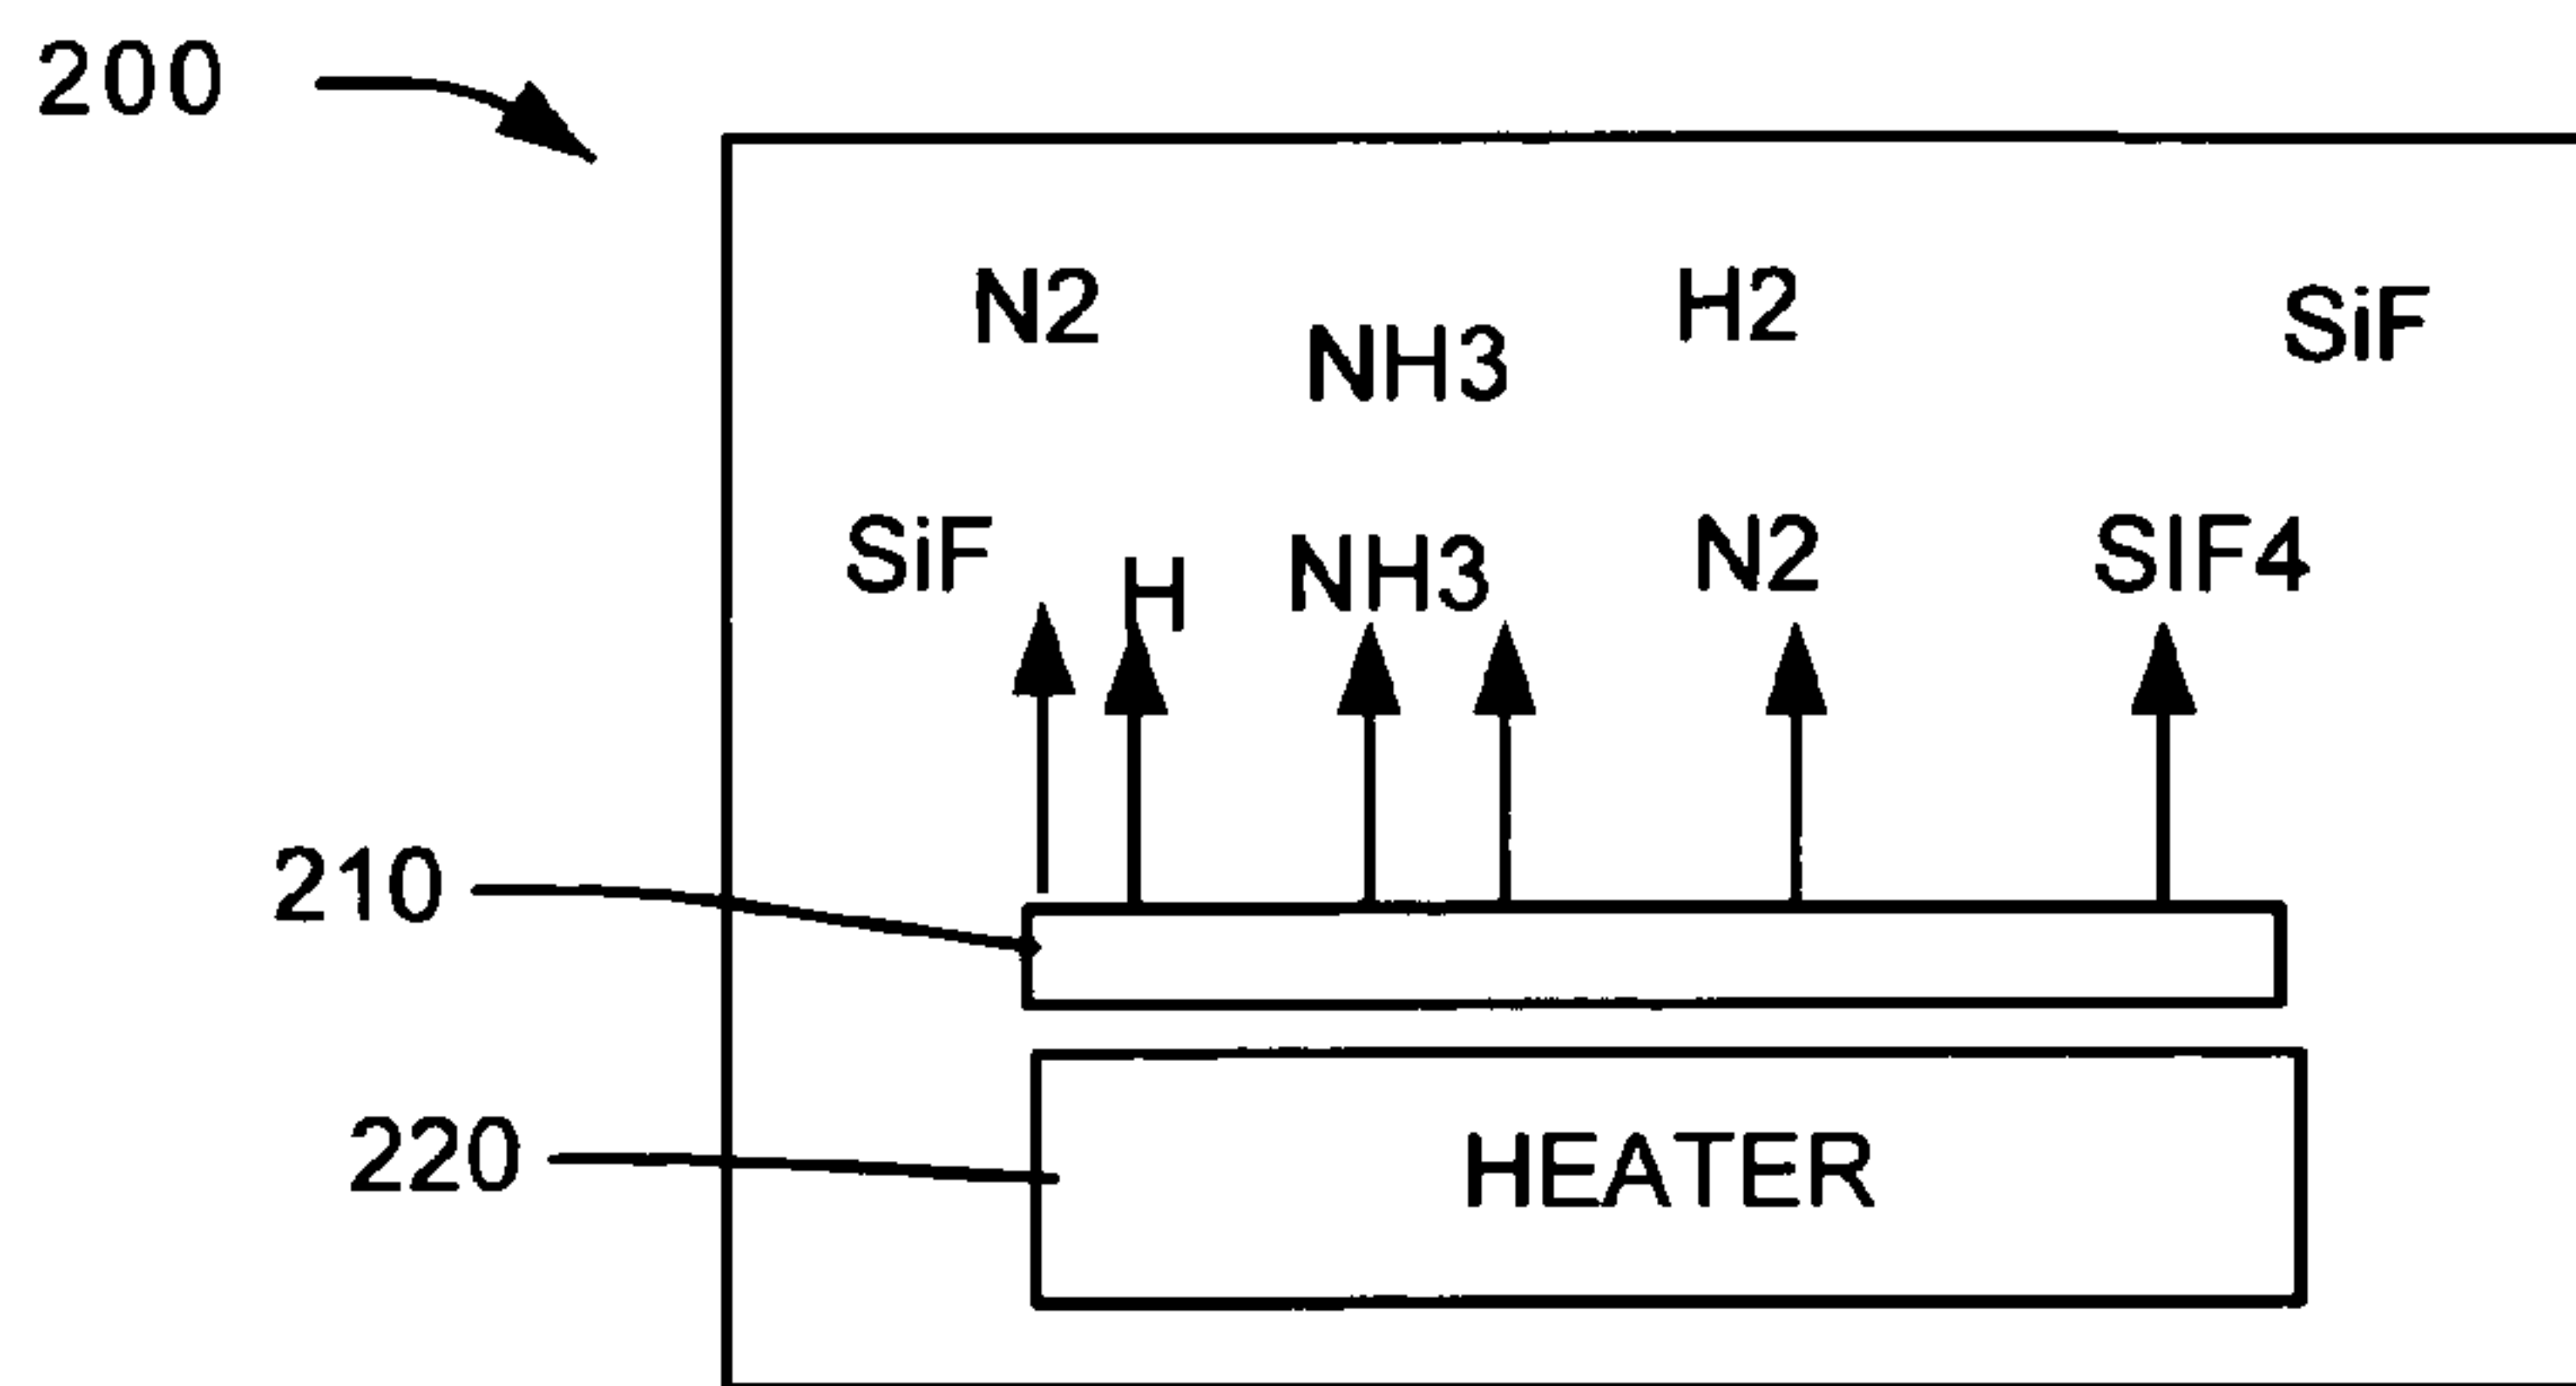 200
N2 H2 SiF
NH3
SiF H NH3 N2 SIF4
210
220 HEATER